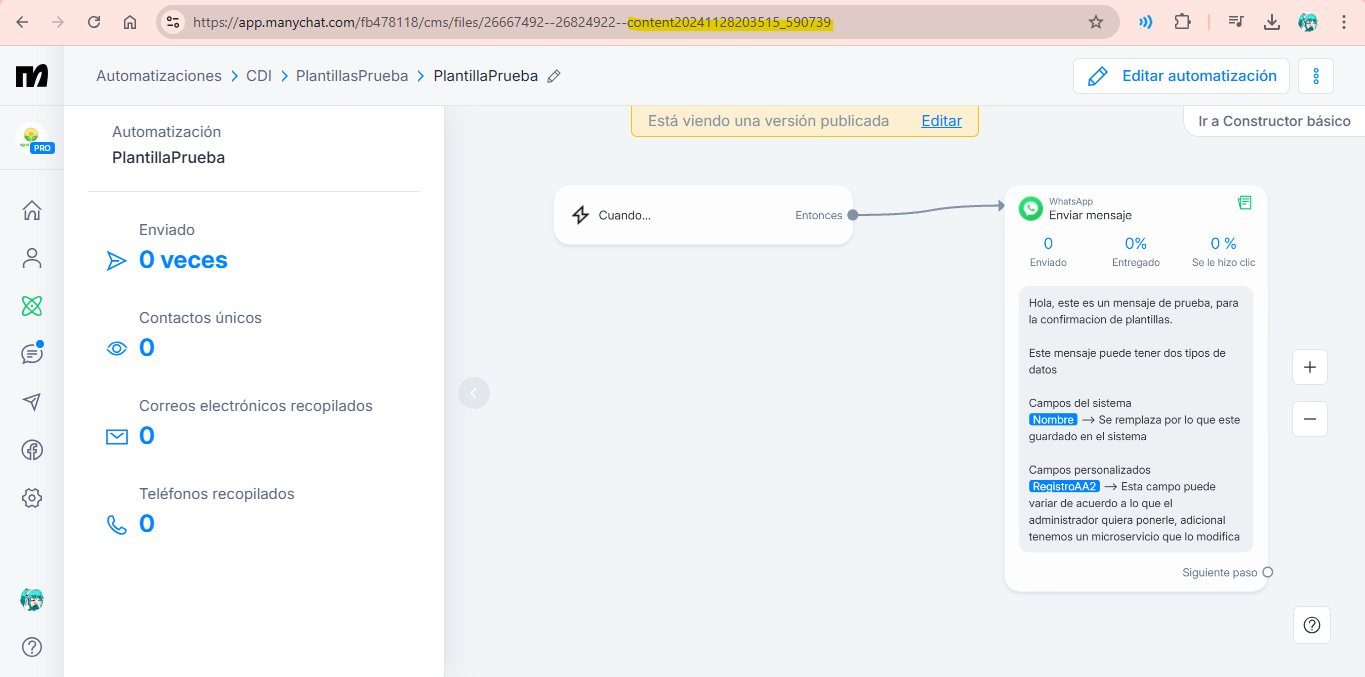 https://app.manychat.com/fb478118/cms/files/26667492--26824922--content20241128203515_590739
Automatizaciones > CDI > PlantillasPrueba > PlantillaPrueba
Editar automatización
PRO
Automatización
PlantillaPrueba
Enviado
0 veces
Contactos únicos
0
Correos electrónicos recopilados
0
Teléfonos recopilados
0
Está viendo una versión publicada Editar
Ir a Constructor básico
Cuando...
Entonces
WhatsApp
Enviar mensaje
0 0% 0 %
Enviado Entregado Se le hizo clic
Hola, este es un mensaje de prueba, para
la confirmacion de plantillas.
Este mensaje puede tener dos tipos de
datos
Campos del sistema
Nombre → Se remplaza por lo que este
guardado en el sistema
Campos personalizados
RegistroAA2 → Esta campo puede
variar de acuerdo a lo que el
administrador quiera ponerle, adicional
tenemos un microservicio que lo modifica
Siguiente paso